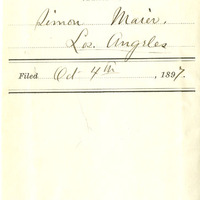 Simon Maier.
Los. Angeles
Filed Oct 4th, 1897.